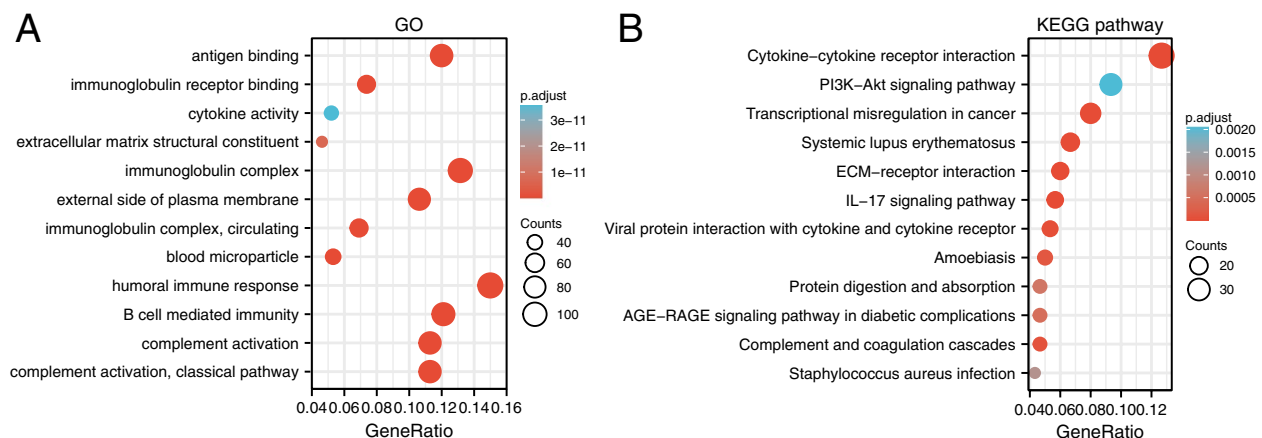 A
GO
antigen binding
immunoglobulin receptor binding
cytokine activity
extracellular matrix structural constituent
immunoglobulin complex
external side of plasma membrane
immunoglobulin complex, circulating
blood microparticle
humoral immune response
B cell mediated immunity
complement activation
complement activation, classical pathway
0.04 0.06 0.08 0.10 0.12 0.14 0.16
GeneRatio
p.adjust
3e−11
2e−11
1e−11
Counts
40
60
80
100
B
KEGG pathway
Cytokine−cytokine receptor interaction
PI3K−Akt signaling pathway
Transcriptional misregulation in cancer
Systemic lupus erythematosus
ECM−receptor interaction
IL−17 signaling pathway
Viral protein interaction with cytokine and cytokine receptor
Amoebiasis
Protein digestion and absorption
AGE−RAGE signaling pathway in diabetic complications
Complement and coagulation cascades
Staphylococcus aureus infection
0.04 0.06 0.08 0.10 0.12
GeneRatio
p.adjust
0.0020
0.0015
0.0010
0.0005
Counts
20
30